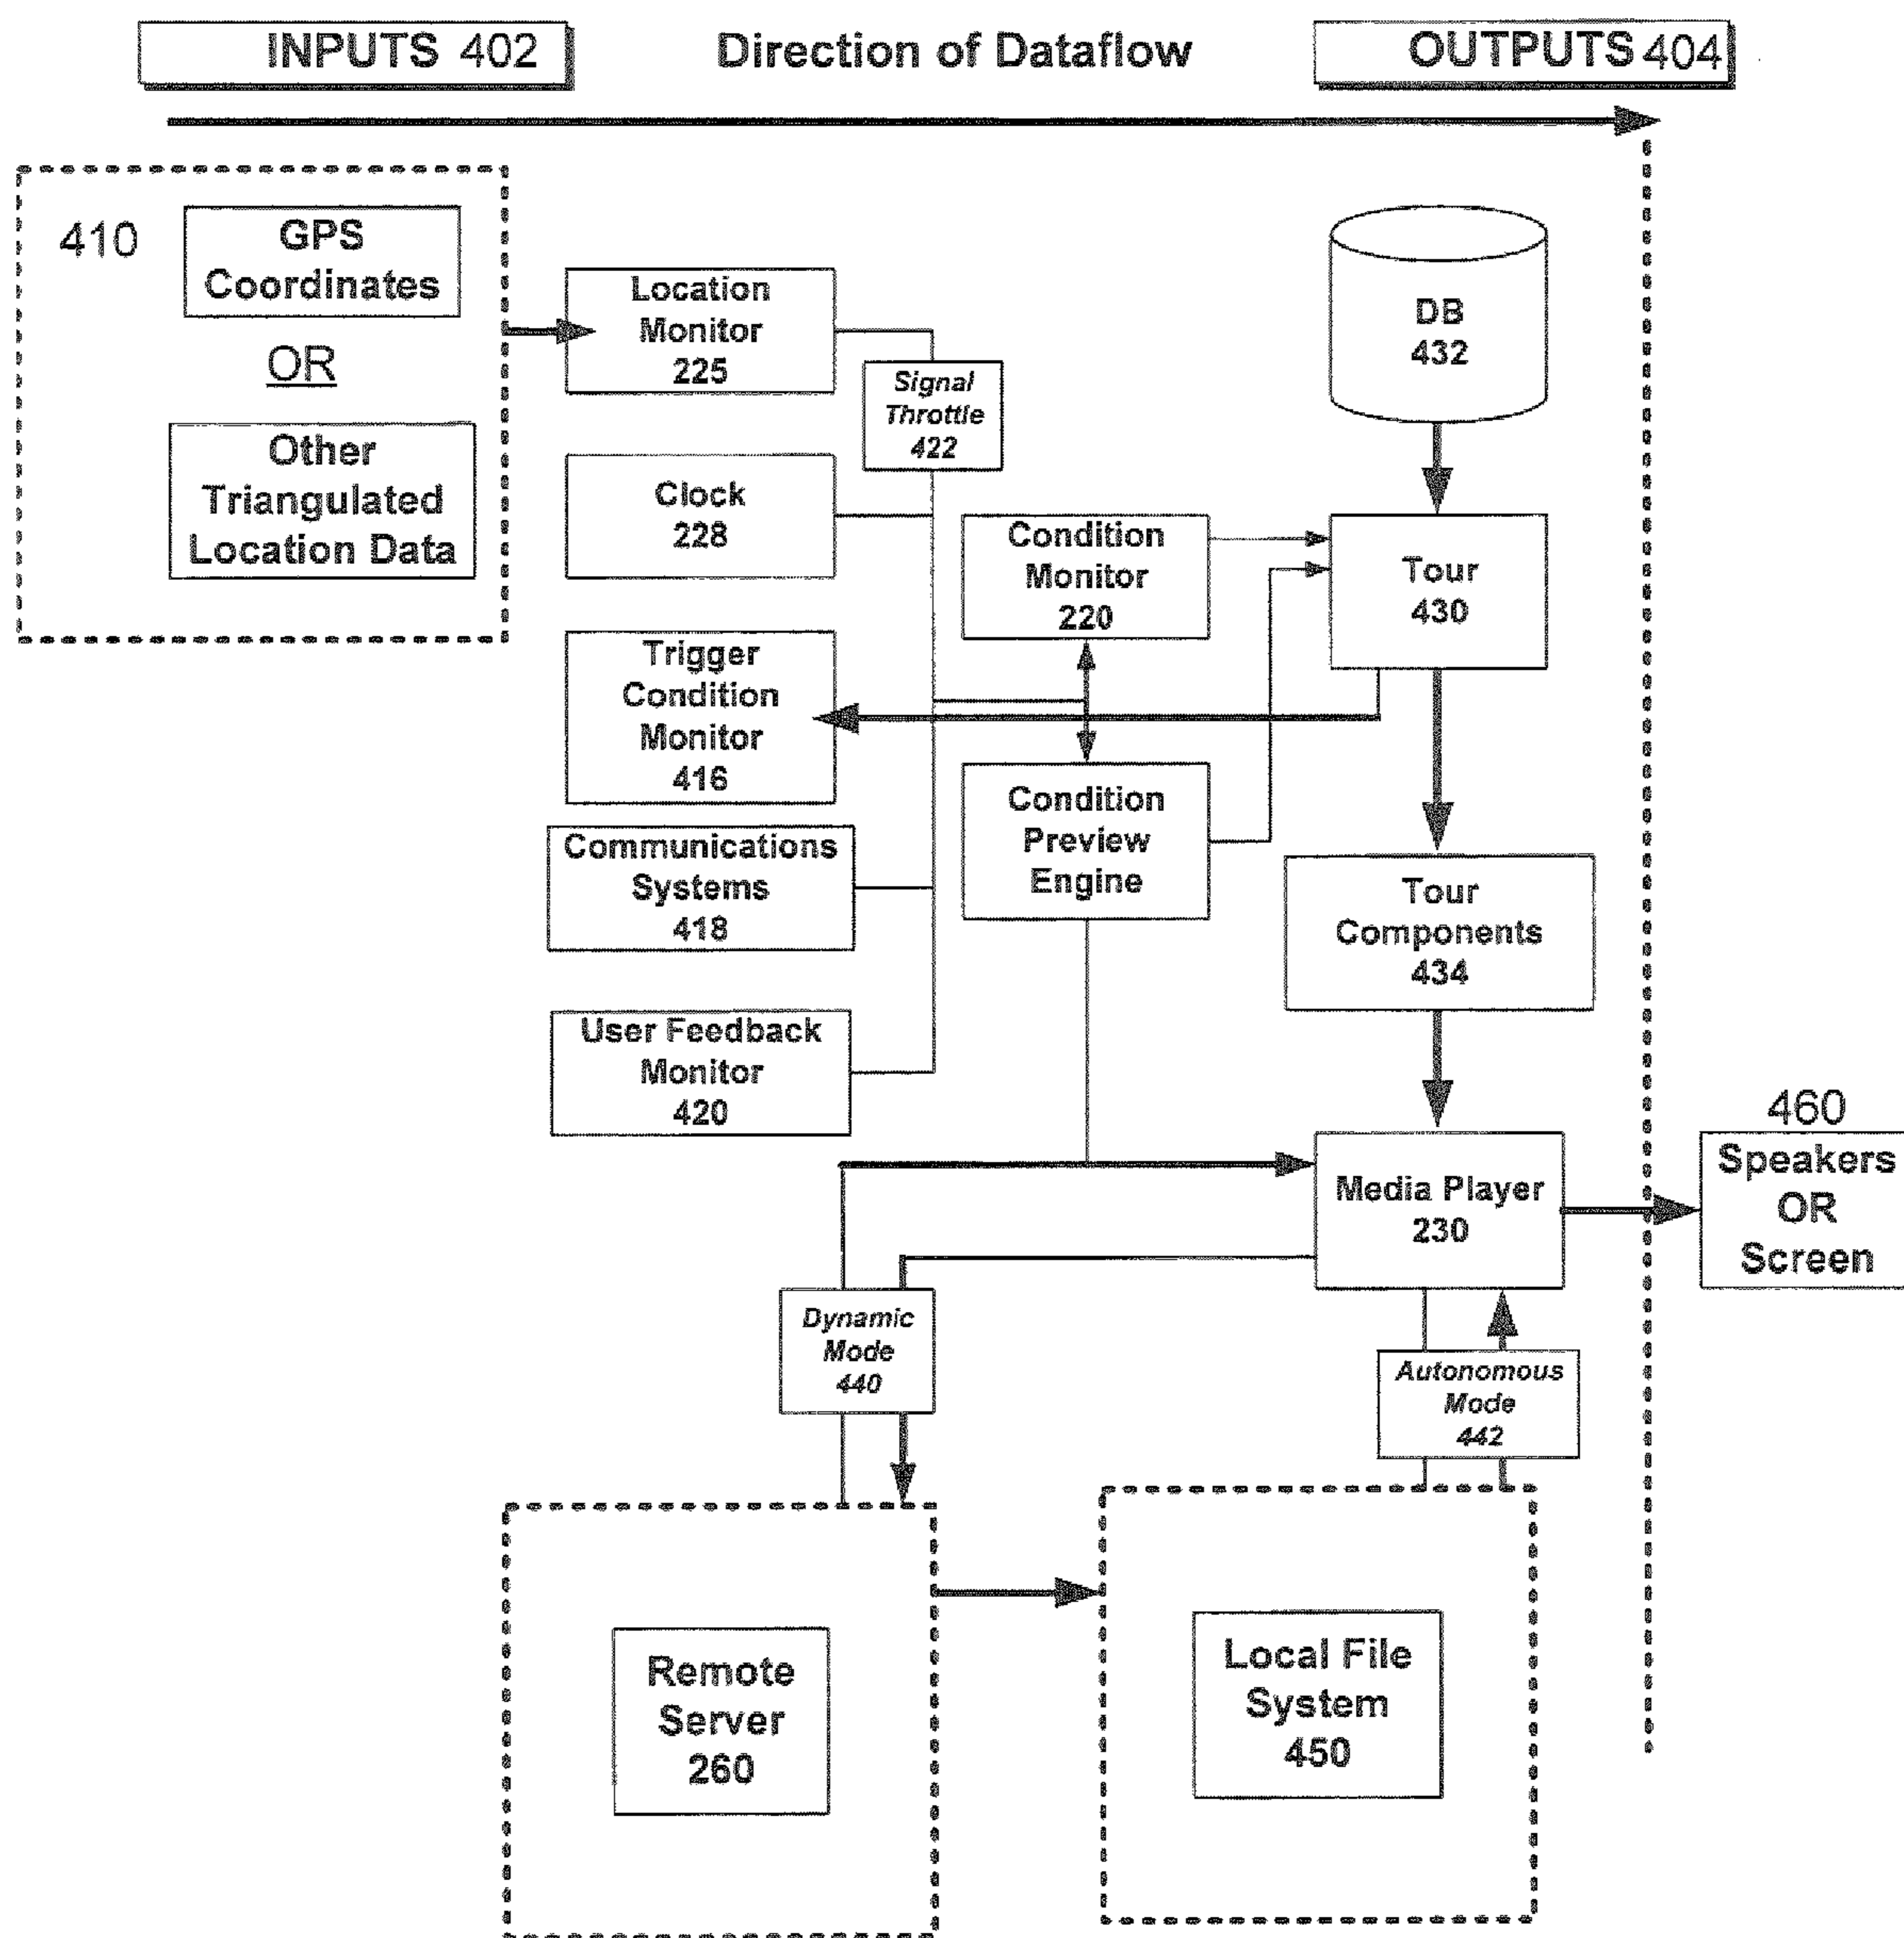 INPUTS 402
Direction of Dataflow
OUTPUTS 404
410
GPS
Coordinates
OR
Other
Triangulated
Location Data
Location
Monitor
225
Signal
Throttle
422
Clock
228
Trigger
Condition
Monitor
416
Communications
Systems
418
User Feedback
Monitor
420
Condition
Monitor
220
Condition
Preview
Engine
DB
432
Tour
430
Tour
Components
434
Media Player
230
460
Speakers
OR
Screen
Dynamic
Mode
440
Autonomous
Mode
442
Remote
Server
260
Local File
System
450